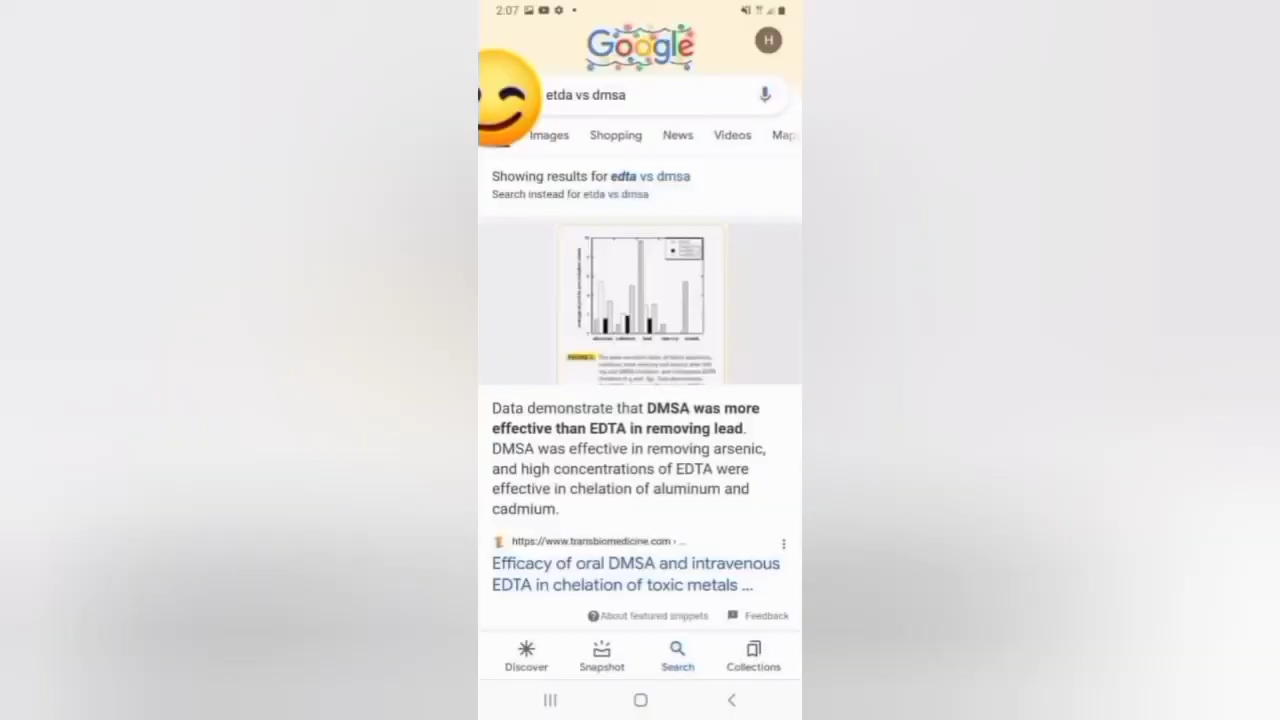 2:07
Google
H
etda vs dmsa
Images Shopping News Videos Map
Showing results for edta vs dmsa
Search instead for etda vs dmsa
Data demonstrate that DMSA was more
effective than EDTA in removing lead.
DMSA was effective in removing arsenic,
and high concentrations of EDTA were
effective in chelation of aluminum and
cadmium.
https://www.transbiomedicine.com › ...
Efficacy of oral DMSA and intravenous
EDTA in chelation of toxic metals ...
About featured snippets Feedback
Discover Snapshot Search Collections